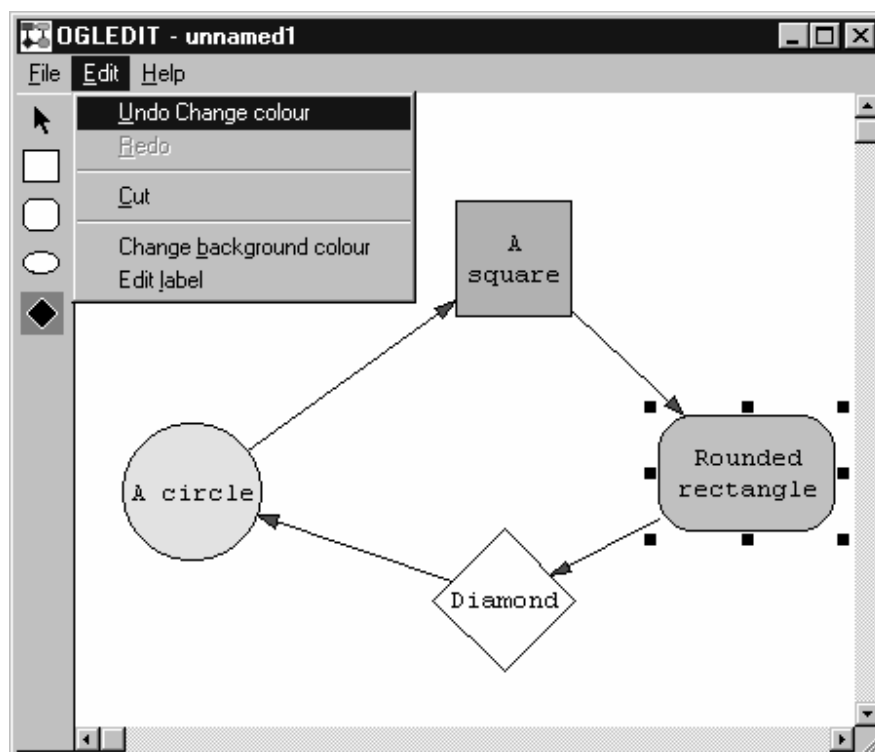 OGLEDIT - unnamed1
File Edit Help
Undo Change colour
Redo
Cut
Change background colour
Edit label
A
square
Rounded
rectangle
A circle
Diamond